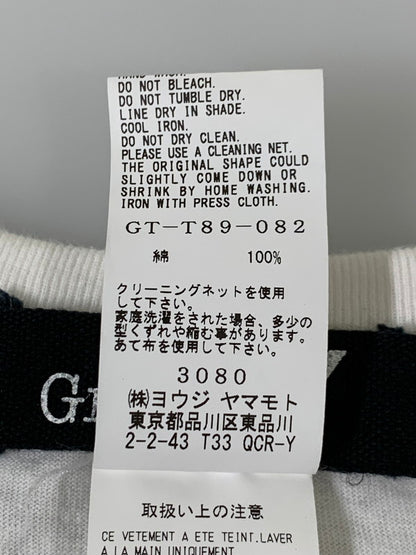 DO NOT BLEACH.
DO NOT TUMBLE DRY.
LINE DRY IN SHADE.
COOL IRON.
DO NOT DRY CLEAN.
PLEASE USE A CLEANING NET.
THE ORIGINAL SHAPE COULD
SLIGHTLY COME DOWN OR
SHRINK BY HOME WASHING.
IRON WITH PRESS CLOTH.
GT-T89-082
綿 100%
クリーニングネットを使用
して下さい。
家庭洗濯をされた場合、多少の
型くずれや縮む事があります。
あて布を使用して下さい。
3080
㈱ヨウジ ヤマモト
東京都品川区東品川
2-2-43 T33 QCR-Y
取扱い上の注意
CE VETEMENT A ETE TEINT.LAVER
A LA MAIN UNIQUEMENT